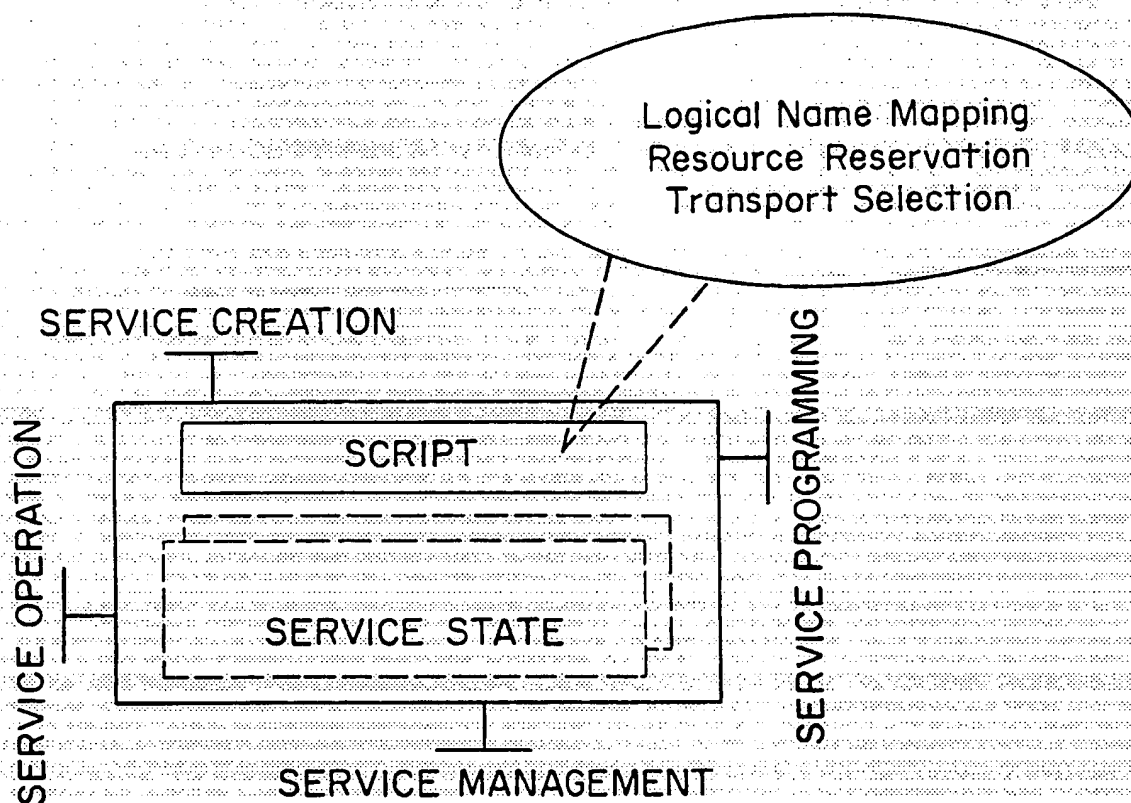 Logical Name Mapping
Resource Reservation
Transport Selection
SERVICE CREATION
SCRIPT
SERVICE STATE
SERVICE OPERATION
SERVICE PROGRAMMING
SERVICE MANAGEMENT